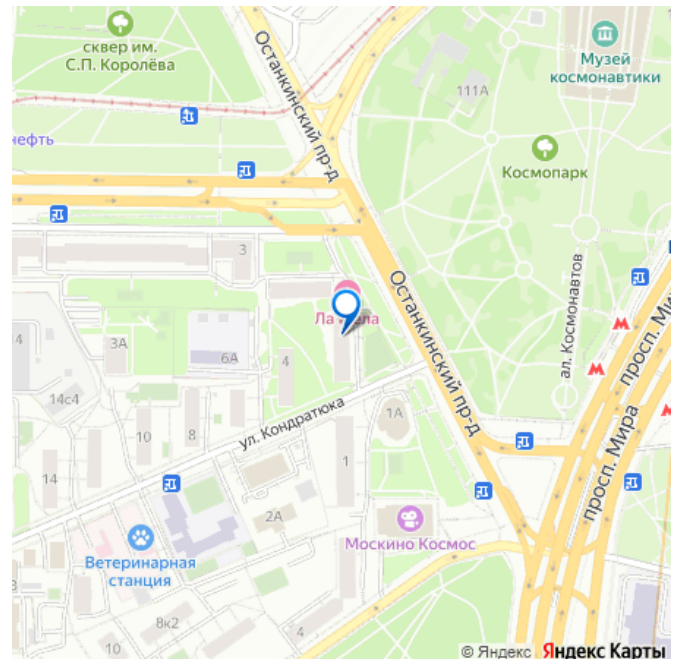 сквер им.
С.П. Королёва
Останкинский пр-д
Музей
космонавтики
111А
нефть
Космопарк
3
ал. Космонавтов
Останкинский пр-д
просп. Ми
4
3А
6А
4
14с4
ул. Кондратюка
1А
10
8
14
1
просп. Мира
2А
Москино Космос
Ветеринарная
станция
8к2
4
10
© Яндекс Яндекс Карты